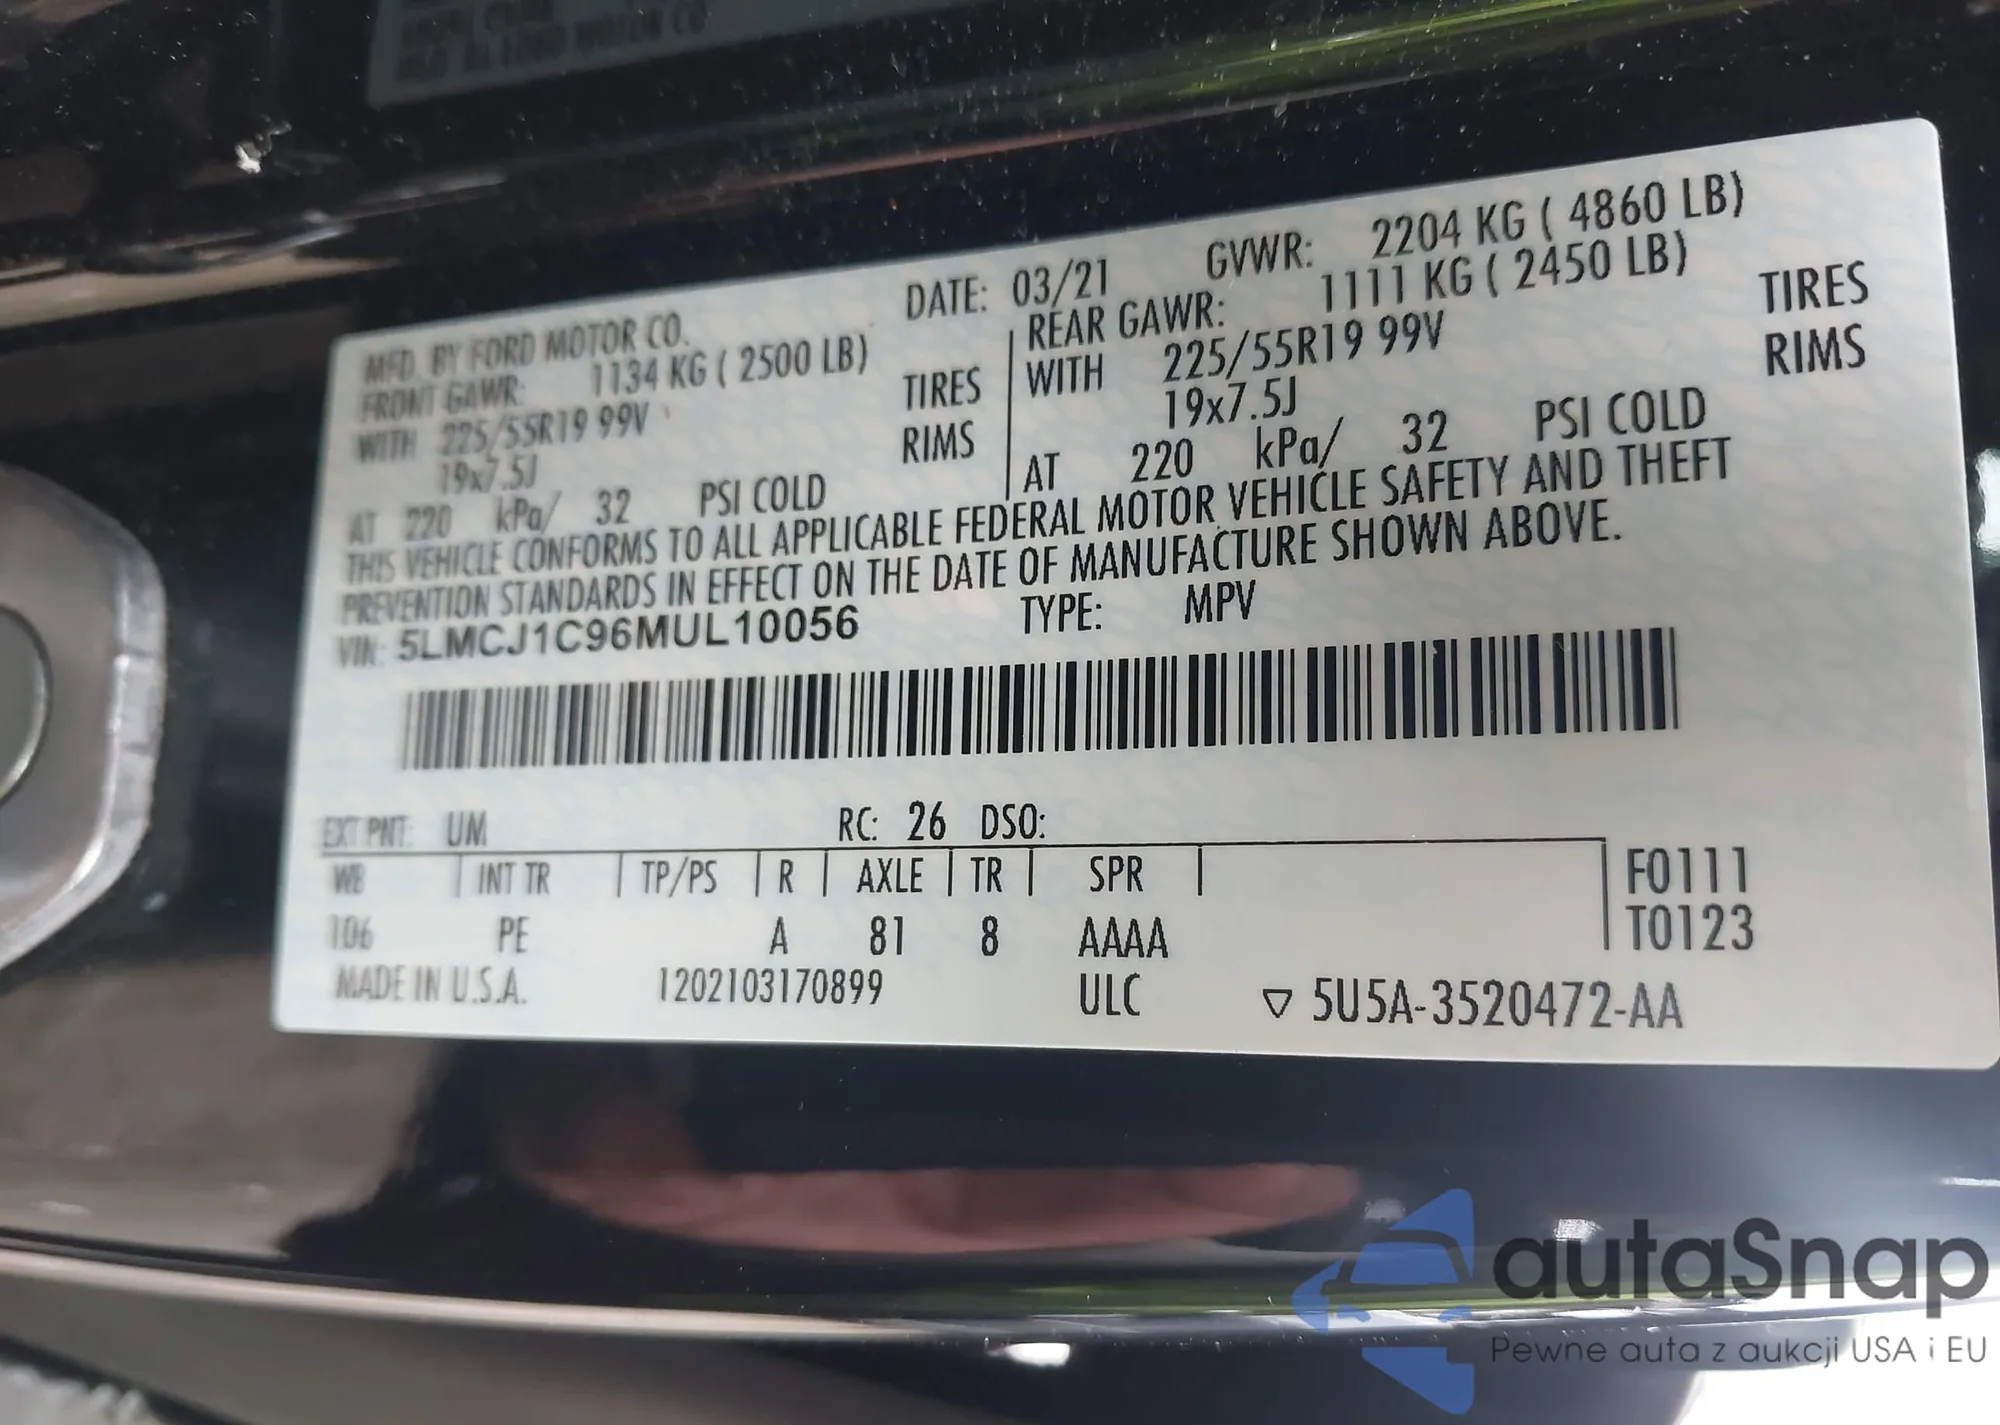 MFD. BY FORD MOTOR CO
MFD. BY FORD MOTOR CO. DATE: 03/21 GVWR: 2204 KG ( 4860 LB)
FRONT GAWR: 1134 KG ( 2500 LB) REAR GAWR: 1111 KG ( 2450 LB)
WITH 225/55R19 99V TIRES WITH 225/55R19 99V TIRES
19x7.5J RIMS 19x7.5J RIMS
AT 220 kPa/ 32 PSI COLD AT 220 kPa/ 32 PSI COLD
THIS VEHICLE CONFORMS TO ALL APPLICABLE FEDERAL MOTOR VEHICLE SAFETY AND THEFT
PREVENTION STANDARDS IN EFFECT ON THE DATE OF MANUFACTURE SHOWN ABOVE.
VIN: 5LMCJ1C96MUL10056 TYPE: MPV
EXT PNT: UM RC: 26 DSO:
WB INT TR TP/PS R AXLE TR SPR F0111
106 PE A 81 8 AAAA T0123
MADE IN U.S.A. 1202103170899 ULC ▽ 5U5A-3520472-AA
autaSnap
Pewne auta z aukcji USA i EU